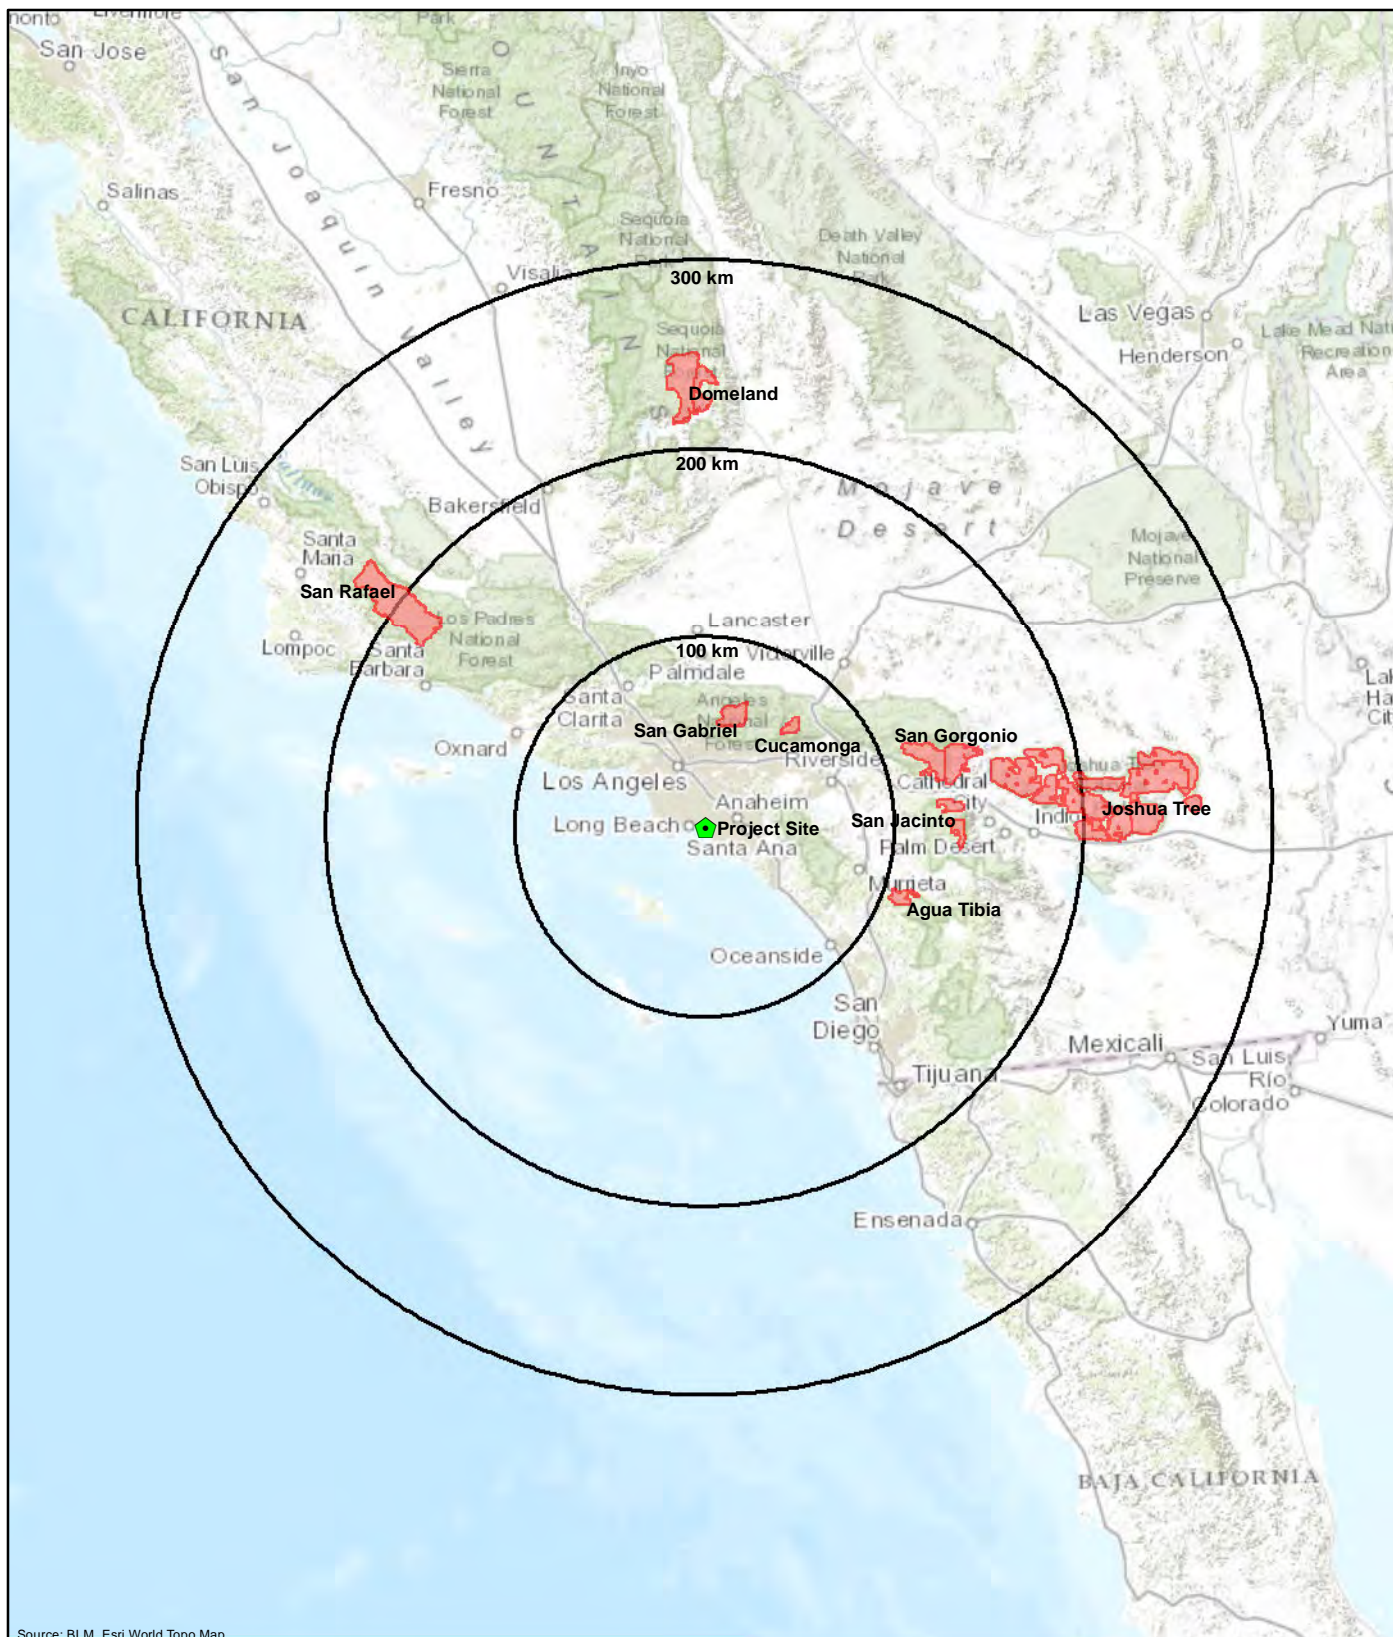 San Jose
Park
Sierra
National
Forest
Inyo
National
Forest
San Joaquin Valley
Salinas
Fresno
Sequoia
National
Death Valley
National
Park
Visalia
300 km
CALIFORNIA
Las Vegas
Henderson
Lake Mead Nati
Recreation
Area
Sequoia
National
Domeland
200 km
San Luis
Obispo
Bakersfield
Mojave
Desert
Mojave
National
Preserve
Santa
Maria
San Rafael
Los Padres
National
Forest
Lompoc
Santa
Barbara
Lancaster
100 km
Victorville
Palmdale
Santa
Clarita
Angeles
National
Forest
San Gabriel
Cucamonga
San Gorgonio
Oxnard
Riverside
Los Angeles
Cathedral
City
Joshua Tree
Anaheim
Indio
Long Beach
Project Site
San Jacinto
Santa Ana
Palm Desert
Murrieta
Agua Tibia
Oceanside
San
Diego
Mexicali
Yuma
San Luis
Río
Colorado
Tijuana
Ensenada
BAJA CALIFORNIA
Source: BLM, Esri World Topo Map